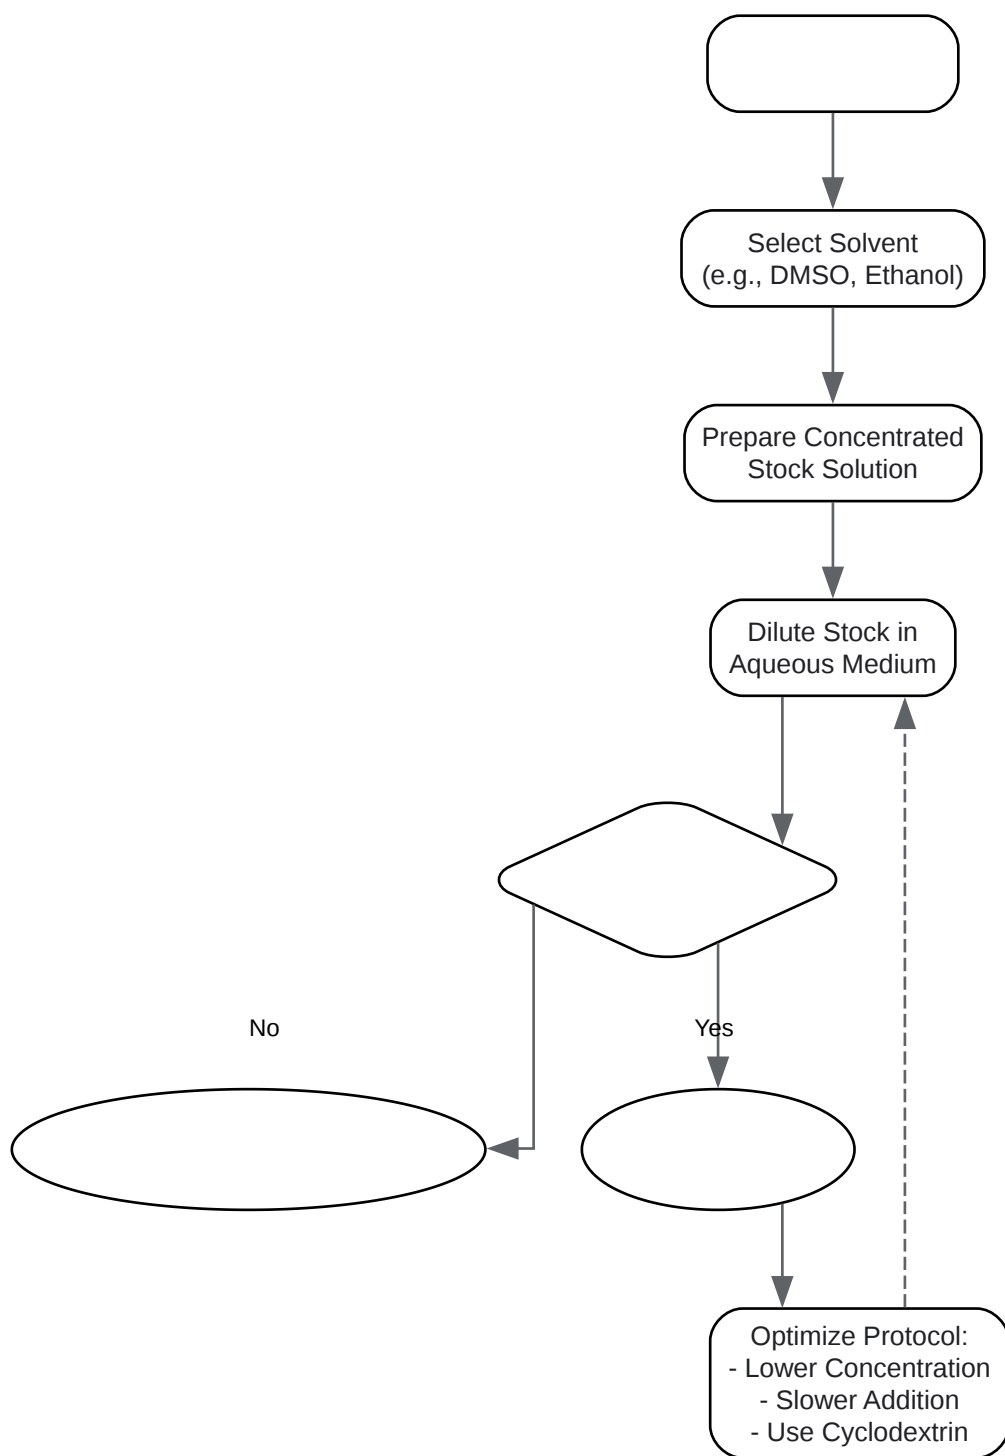 Select Solvent
(e.g., DMSO, Ethanol)
Prepare Concentrated
Stock Solution
Dilute Stock in
Aqueous Medium
No
Yes
Optimize Protocol:
- Lower Concentration
- Slower Addition
- Use Cyclodextrin